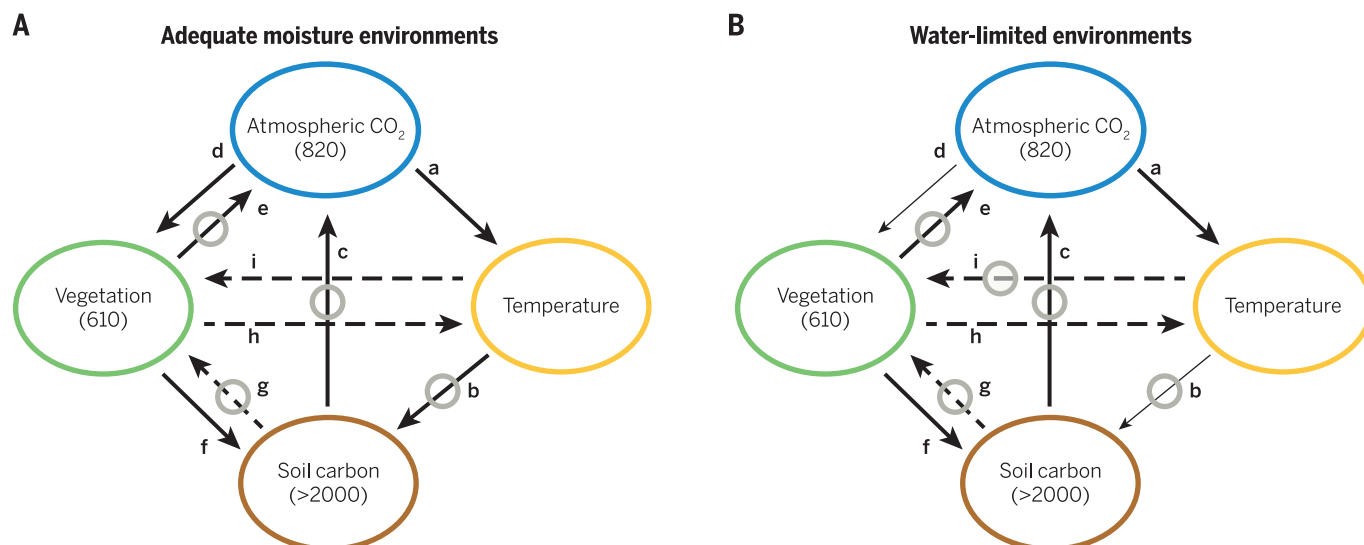 A
Adequate moisture environments
Atmospheric CO₂
(820)
d
a
e
c
i
Vegetation
(610)
Temperature
h
g
b
f
Soil carbon
(>2000)
B
Water-limited environments
Atmospheric CO₂
(820)
d
a
e
c
i
Vegetation
(610)
Temperature
h
g
b
f
Soil carbon
(>2000)